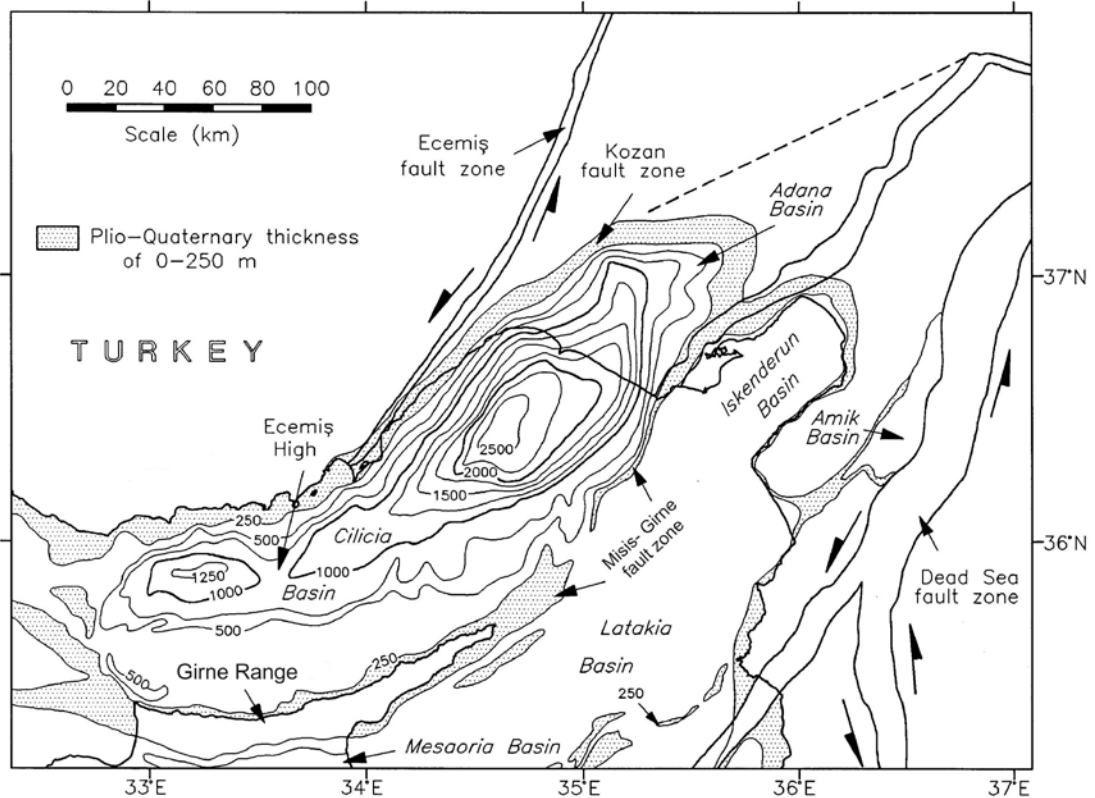 0 20 40 60 80 100
Scale (km)
Ecemiş
fault zone
Kozan
fault zone
Adana
Basin
Plio-Quaternary thickness
of 0-250 m
37°N
TURKEY
Iskenderun
Basin
Amik
Basin
Ecemiş
High
2500
2000
1500
250
500
Cilicia
Basin
1000
1250
1000
500
Misis-Girne
fault zone
36°N
Dead Sea
fault zone
Latakia
Basin
250
500
Girne Range
250
Mesaoria Basin
33°E 34°E 35°E 36°E 37°E